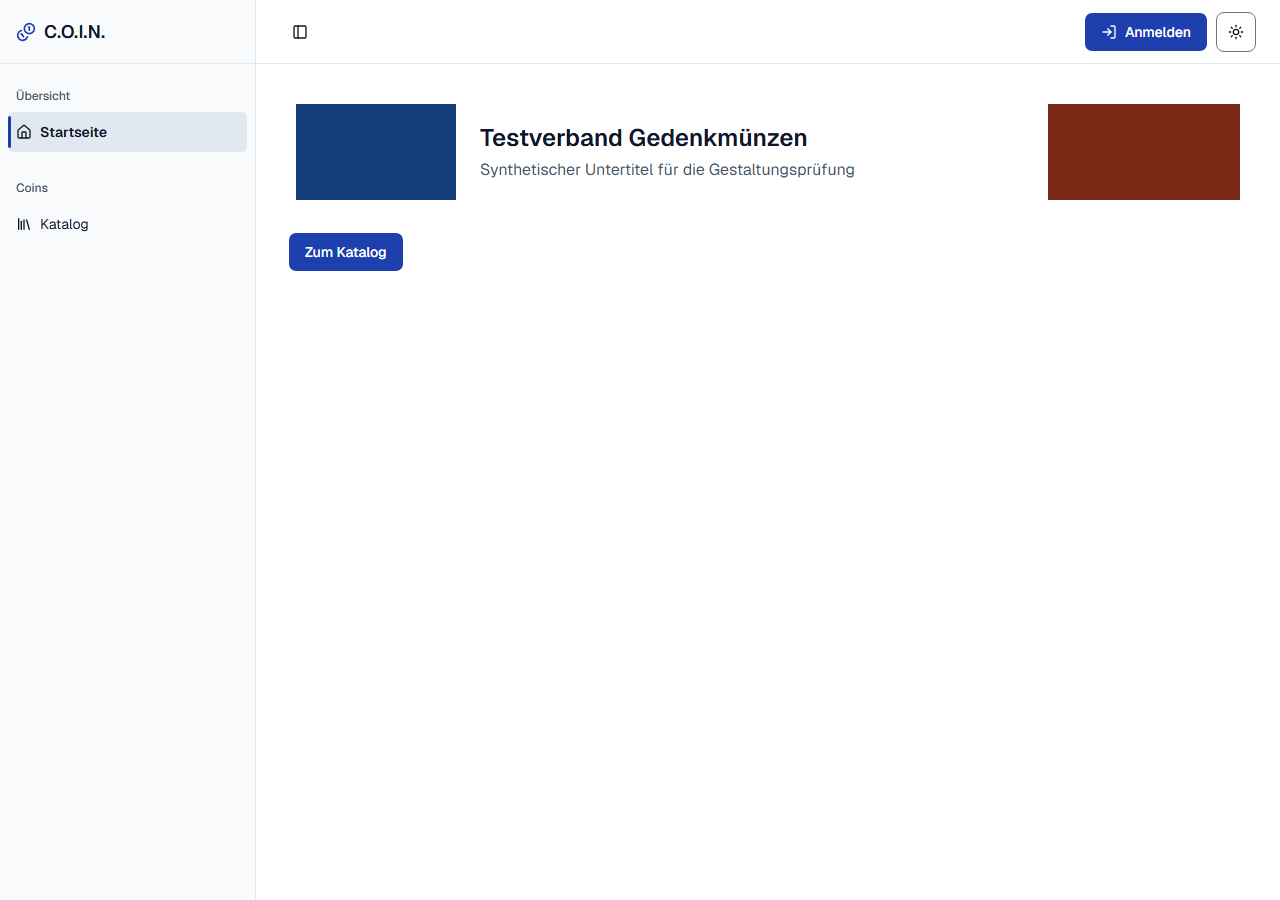 C.O.I.N.
Anmelden
Übersicht
Startseite
Coins
Katalog
Testverband Gedenkmünzen
Synthetischer Untertitel für die Gestaltungsprüfung
Zum Katalog